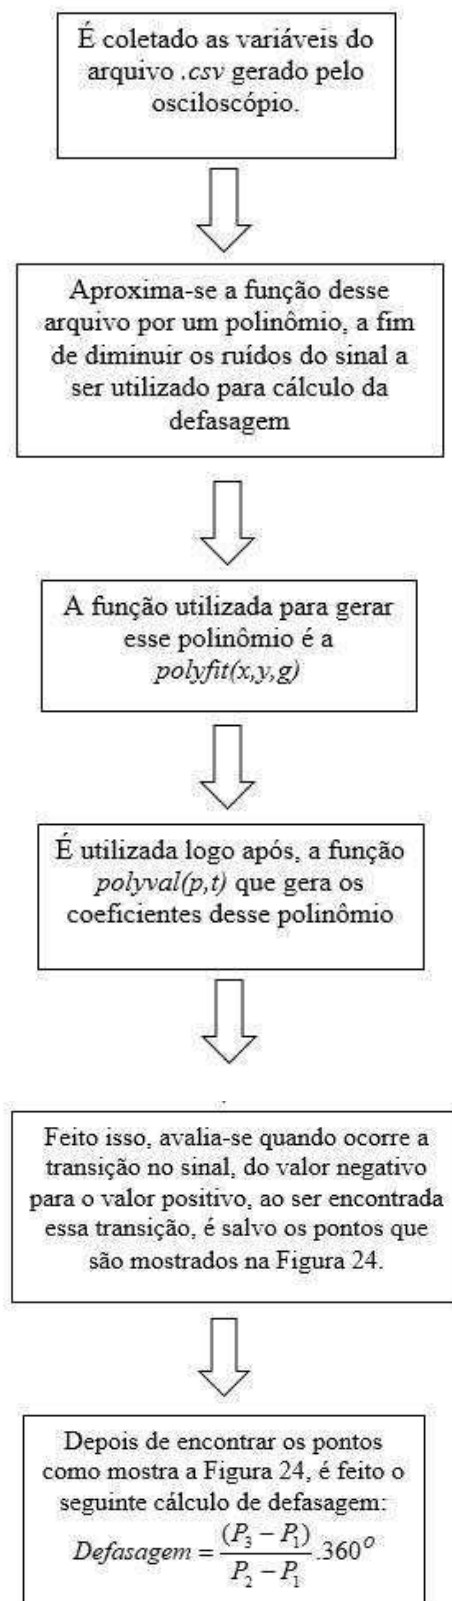 É coletado as variáveis do
arquivo .csv gerado pelo
osciloscópio.
Aproxima-se a função desse
arquivo por um polinômio, a fim
de diminuir os ruídos do sinal a
ser utilizado para cálculo da
defasagem
A função utilizada para gerar
esse polinômio é a
polyfit(x,y,g)
É utilizada logo após, a função
polyval(p,t) que gera os
coeficientes desse polinômio
Feito isso, avalia-se quando ocorre a
transição no sinal, do valor negativo
para o valor positivo, ao ser encontrada
essa transição, é salvo os pontos que
são mostrados na Figura 24.
Depois de encontrar os pontos
como mostra a Figura 24, é feito o
seguinte cálculo de defasagem:
Defasagem = (P₃ − P₁) / P₂ − P₁ .360º